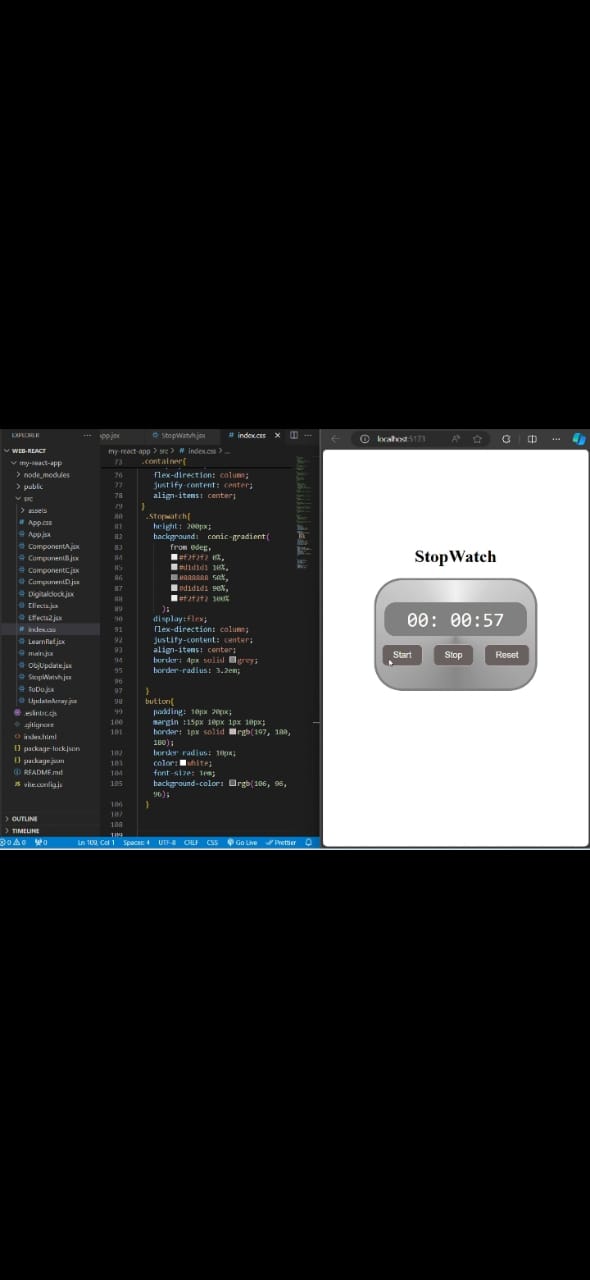 EXPLORER ...
WEB-REACT
my-react-app
node_modules
public
src
assets
# App.css
App.jsx
ComponentA.jsx
ComponentB.jsx
ComponentC.jsx
ComponentD.jsx
Digitalclock.jsx
Effects.jsx
Effects2.jsx
# index.css
LearnRef.jsx
main.jsx
ObjUpdate.jsx
StopWatvh.jsx
ToDo.jsx
UpdateArray.jsx
.eslintrc.cjs
.gitignore
index.html
package-lock.json
package.json
README.md
JS vite.config.js
OUTLINE
TIMELINE
App.jsx StopWatvh.jsx # index.css
my-react-app > src > # index.css > ...
73 .container{
76 flex-direction: column;
77 justify-content: center;
78 align-items: center;
79 }
80 .Stopwatch{
81 height: 200px;
82 background: conic-gradient(
83 from 0deg,
84 #f2f2f2 0%,
85 #d1d1d1 10%,
86 #888888 50%,
87 #d1d1d1 90%,
88 #f2f2f2 100%
89 );
90 display:flex;
91 flex-direction: column;
92 justify-content: center;
93 align-items: center;
94 border: 4px solid grey;
95 border-radius: 3.2em;
96
97 }
98 button{
99 padding: 10px 20px;
100 margin :15px 10px 1px 10px;
101 border: 1px solid rgb(197, 180,
180);
102 border-radius: 10px;
103 color: white;
104 font-size: 1em;
105 background-color: rgb(106, 96,
96);
106 }
107
108
109
0 0 0 Ln 109, Col 1 Spaces: 4 UTF-8 CRLF CSS Go Live Prettier
localhost:5173
StopWatch
00: 00:57
Start Stop Reset